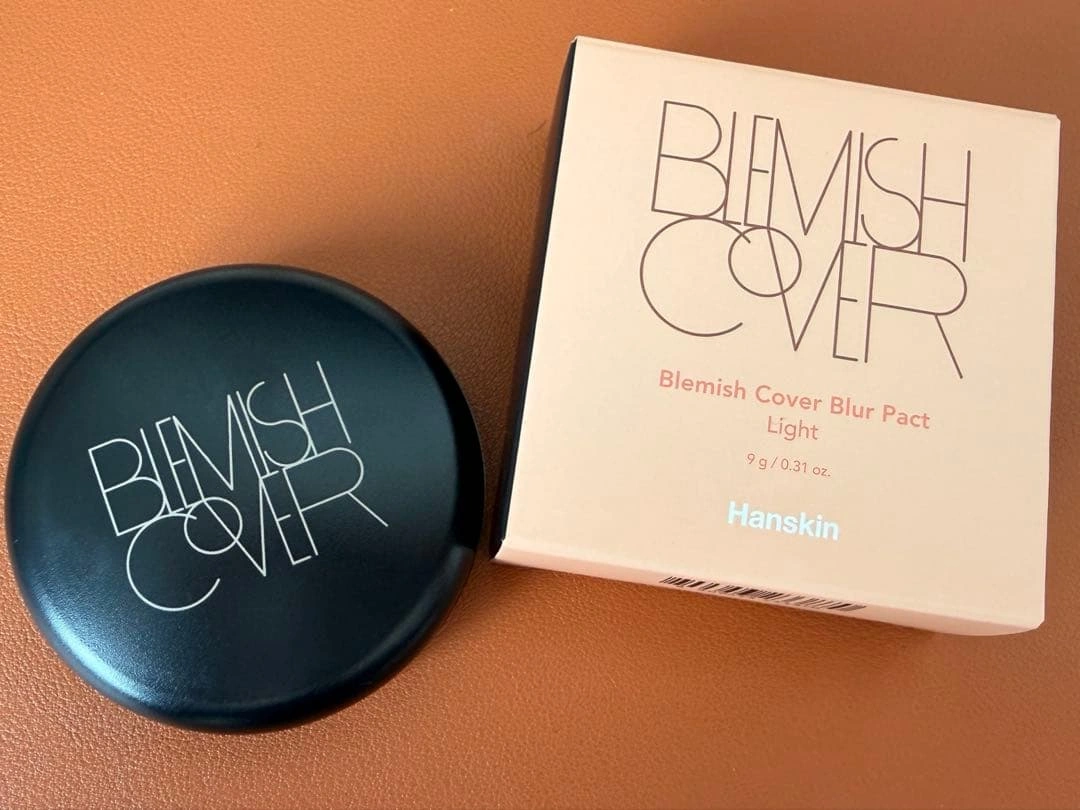 BLEMISH
COVER
BLEMISH
COVER
Blemish Cover Blur Pact
Light
9 g / 0.31 oz.
Hanskin